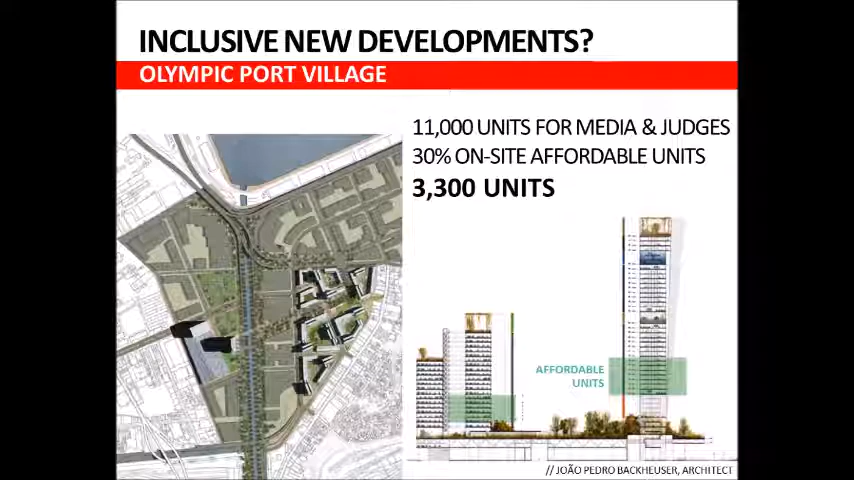 INCLUSIVE NEW DEVELOPMENTS?
OLYMPIC PORT VILLAGE
11,000 UNITS FOR MEDIA & JUDGES
30% ON-SITE AFFORDABLE UNITS
3,300 UNITS
AFFORDABLE
UNITS
// JOÃO PEDRO BACKHEUSER, ARCHITECT